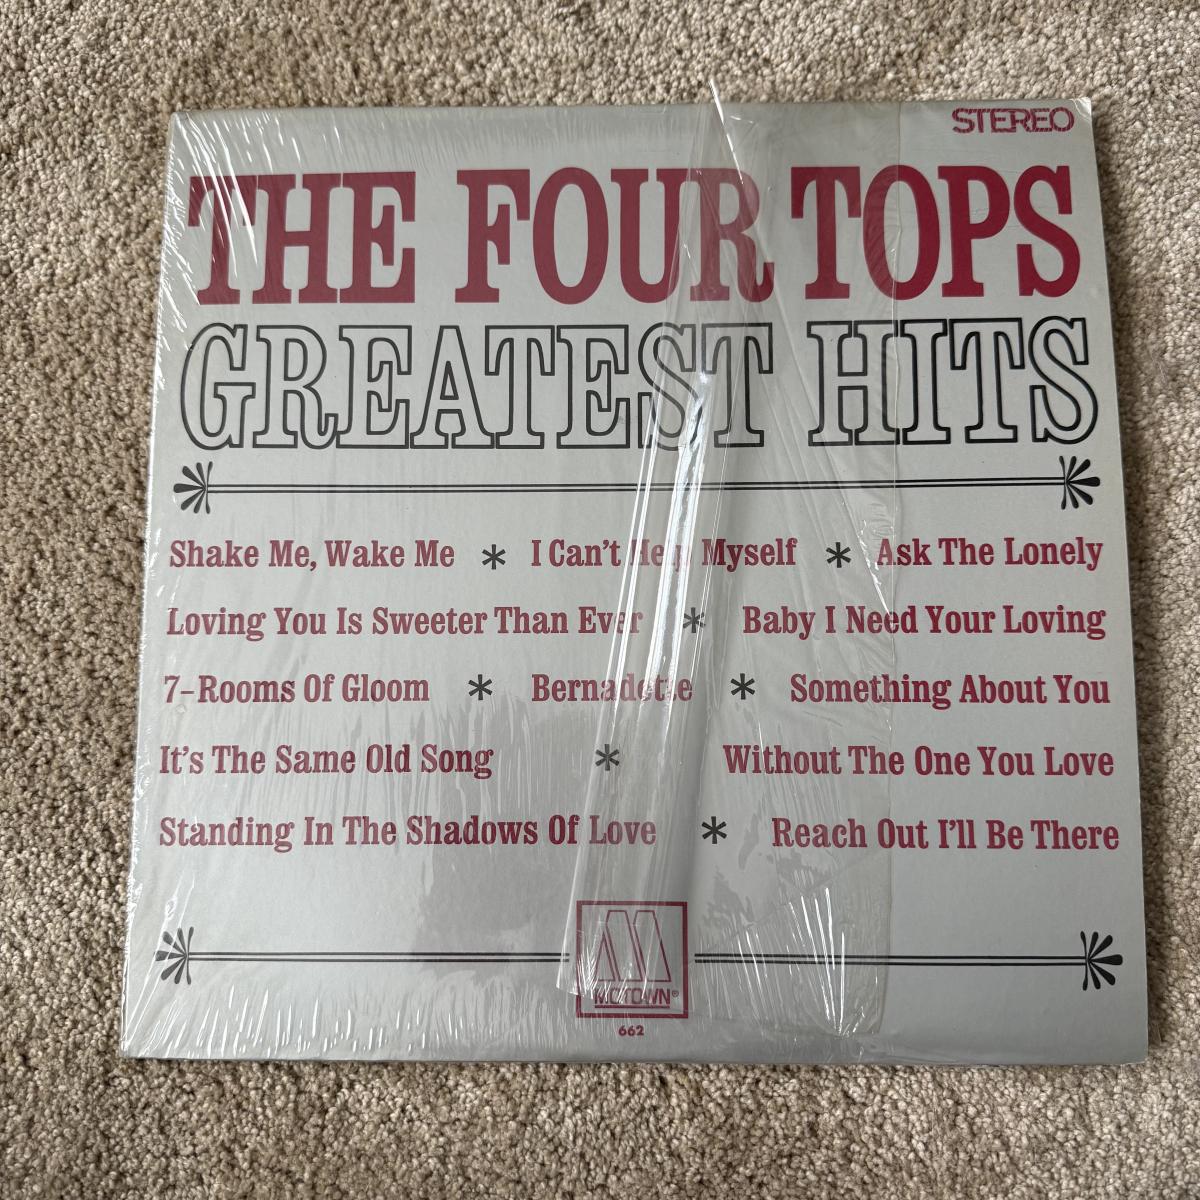 STEREO
THE FOUR TOPS
GREATEST HITS
Shake Me, Wake Me * I Can't Help Myself * Ask The Lonely
Loving You Is Sweeter Than Ever * Baby I Need Your Loving
7-Rooms Of Gloom * Bernadette * Something About You
It's The Same Old Song * Without The One You Love
Standing In The Shadows Of Love * Reach Out I'll Be There
M
MOTOWN®
662